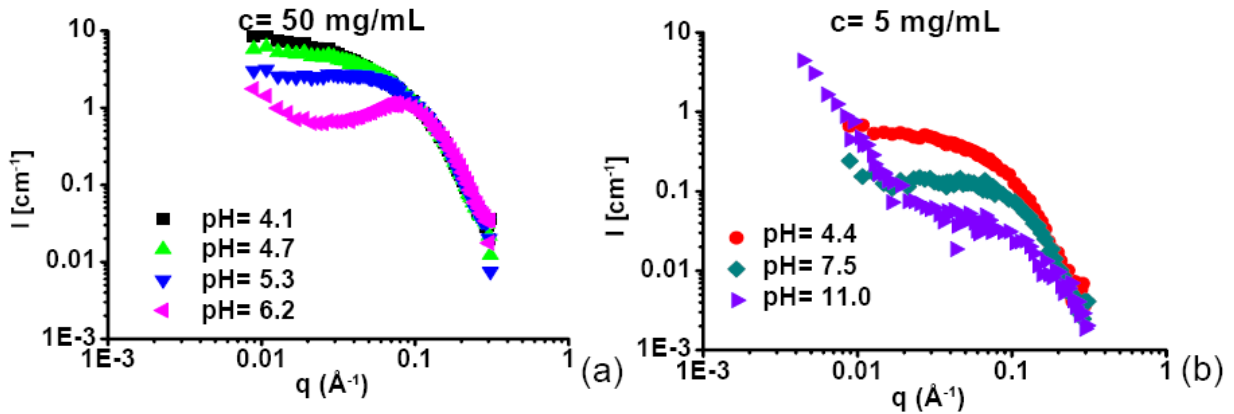 c= 50 mg/mL
10
1
0.1
0.01
1E-3
I [cm⁻¹]
pH= 4.1
pH= 4.7
pH= 5.3
pH= 6.2
1E-3
0.01
0.1
1
q (Å⁻¹)
(a)
c= 5 mg/mL
10
1
0.1
0.01
1E-3
I [cm⁻¹]
pH= 4.4
pH= 7.5
pH= 11.0
1E-3
0.01
0.1
1
q (Å⁻¹)
(b)